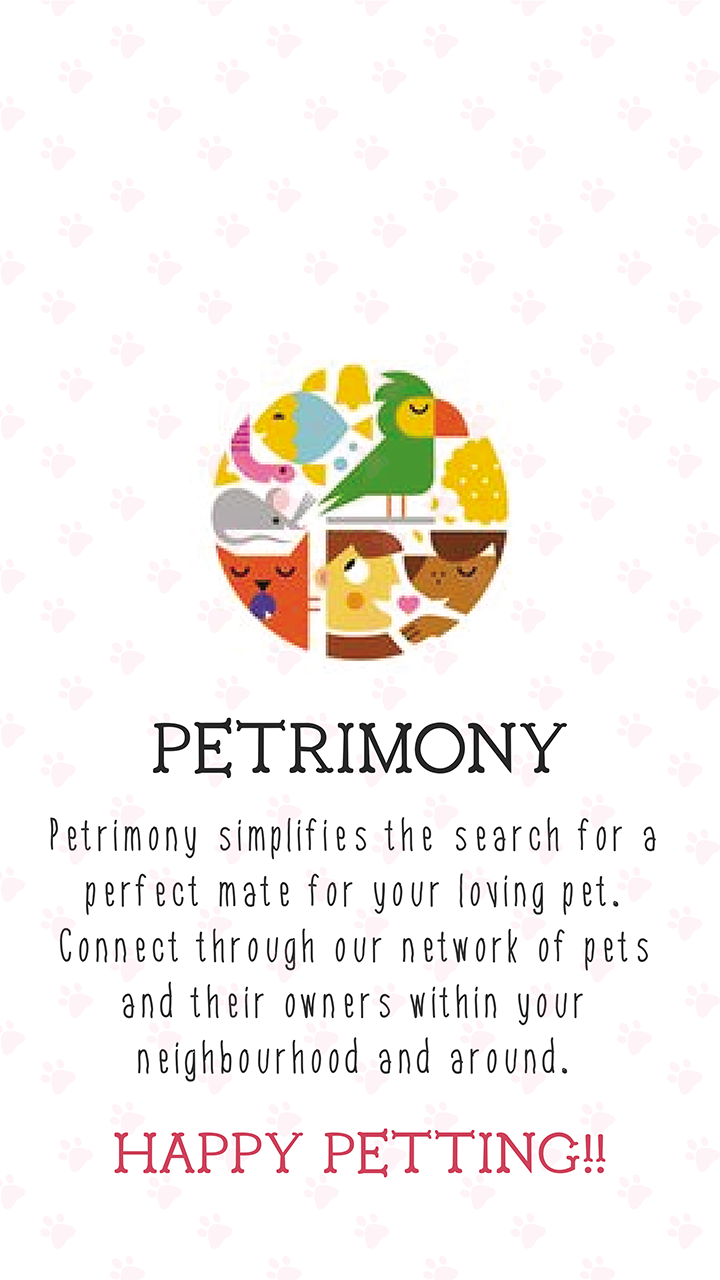 PETRIMONY
Petrimony simplifies the search for a
perfect mate for your loving pet.
Connect through our network of pets
and their owners within your
neighbourhood and around.
HAPPY PETTING!!